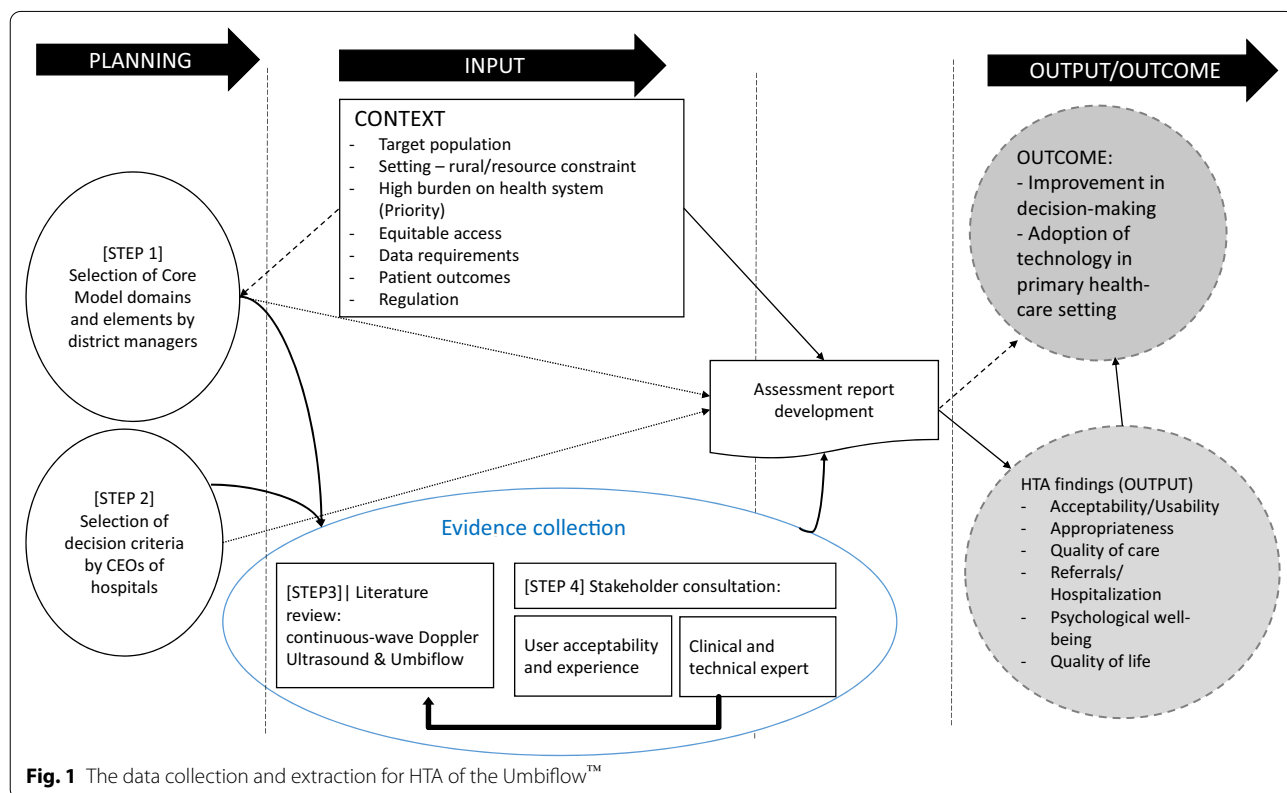 PLANNING
INPUT
OUTPUT/OUTCOME
CONTEXT
- Target population
- Setting – rural/resource constraint
- High burden on health system
(Priority)
- Equitable access
- Data requirements
- Patient outcomes
- Regulation
[STEP 1]
Selection of Core
Model domains
and elements by
district managers
[STEP 2]
Selection of
decision criteria
by CEOs of
hospitals
Evidence collection
[STEP3]| Literature
review:
continuous-wave Doppler
Ultrasound & Umbiflow
[STEP 4] Stakeholder consultation:
User acceptability
and experience
Clinical and
technical expert
Assessment report
development
OUTCOME:
- Improvement in
decision-making
- Adoption of
technology in
primary health-
care setting
HTA findings (OUTPUT)
- Acceptability/Usability
- Appropriateness
- Quality of care
- Referrals/
Hospitalization
- Psychological well-
being
- Quality of life
Fig. 1 The data collection and extraction for HTA of the Umbiflow™